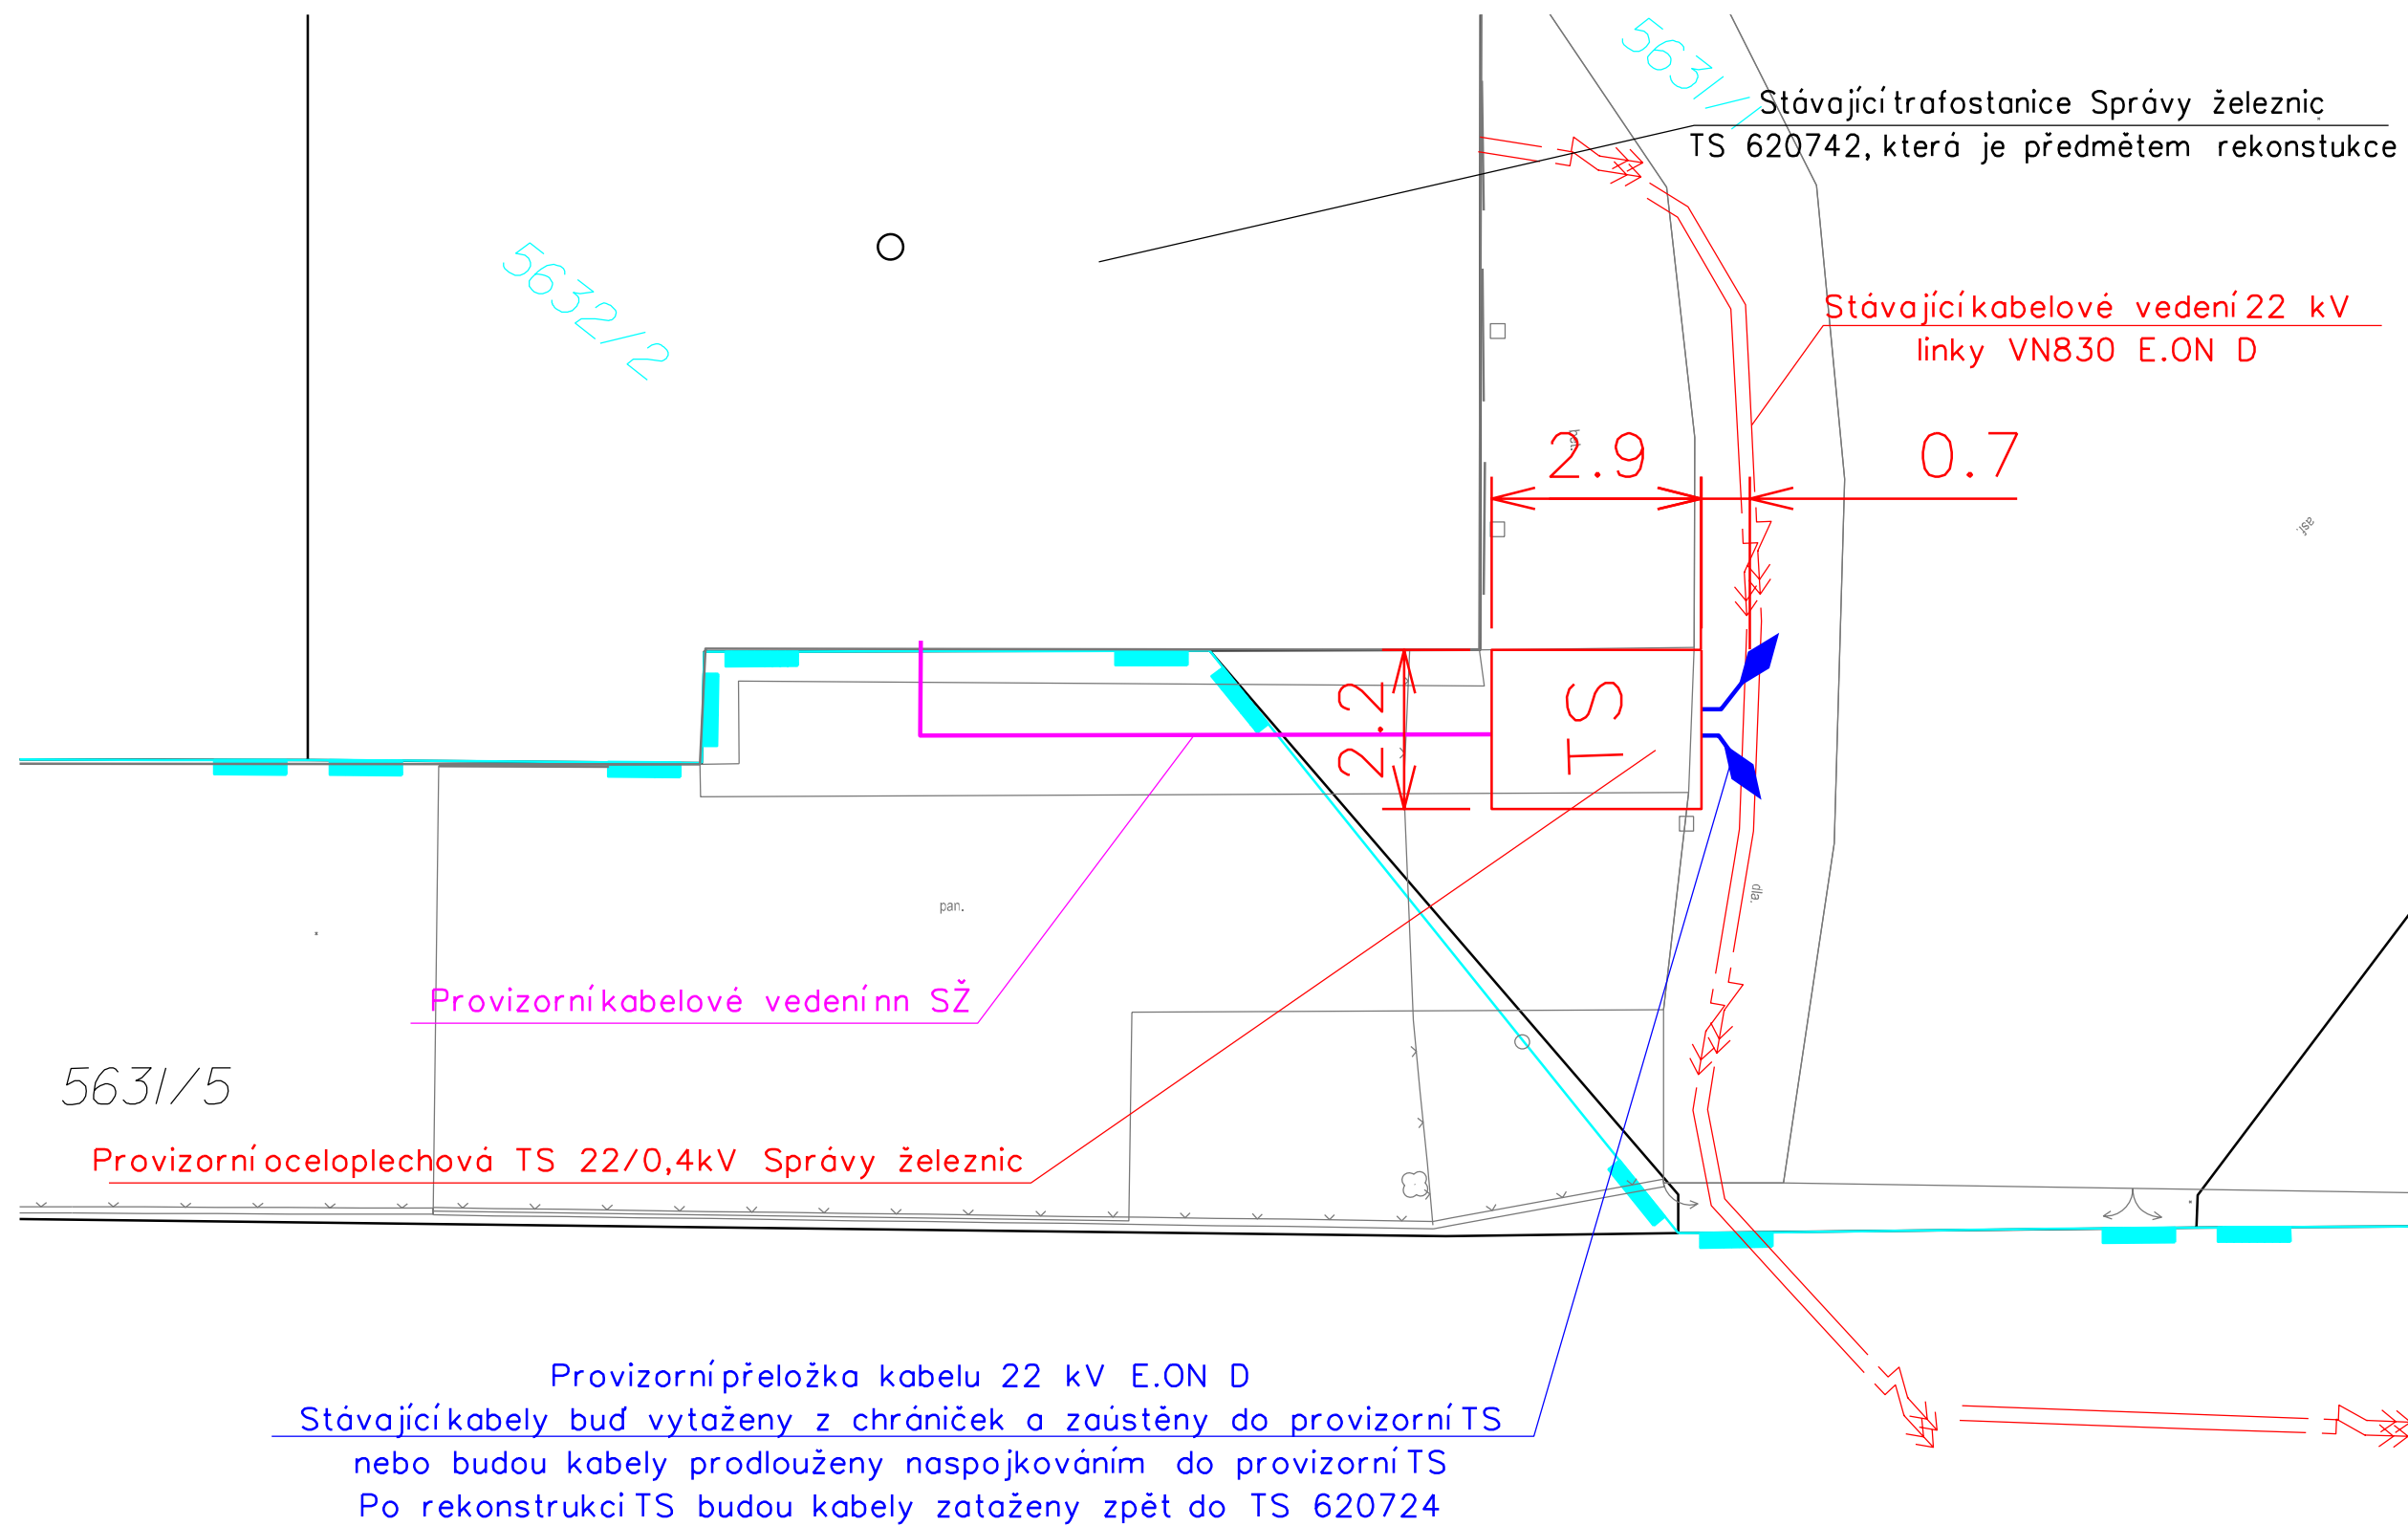 5631/1
Stávající trafostanice Správy železnic
TS 620742, která je předmětem rekonstukce
5632/2
Stávající kabelové vedení 22 kV
linky VN830 E.ON D
2.9
0.7
asf.
2.2
TS
dla.
pan.
Provizorní kabelové vedení nn SŽ
5631/5
Provizorní oceloplechová TS 22/0,4kV Správy železnic
Provizorní přeložka kabelu 22 kV E.ON D
Stávající kabely buď vytaženy z chrániček a zaústěny do provizorní TS
nebo budou kabely prodlouženy naspojkováním do provizorní TS
Po rekonstrukci TS budou kabely zataženy zpět do TS 620724